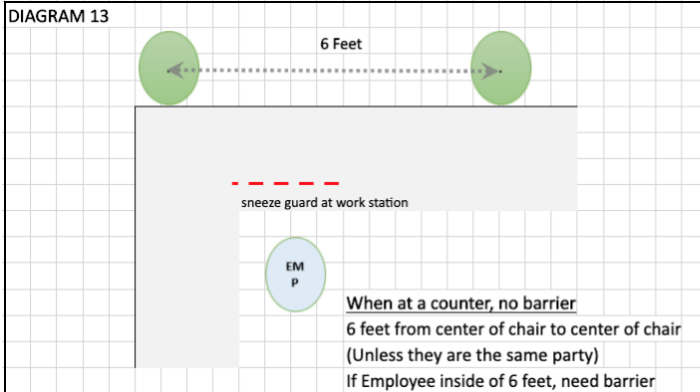 DIAGRAM 13
6 Feet
sneeze guard at work station
EM
P
When at a counter, no barrier
6 feet from center of chair to center of chair
(Unless they are the same party)
If Employee inside of 6 feet, need barrier